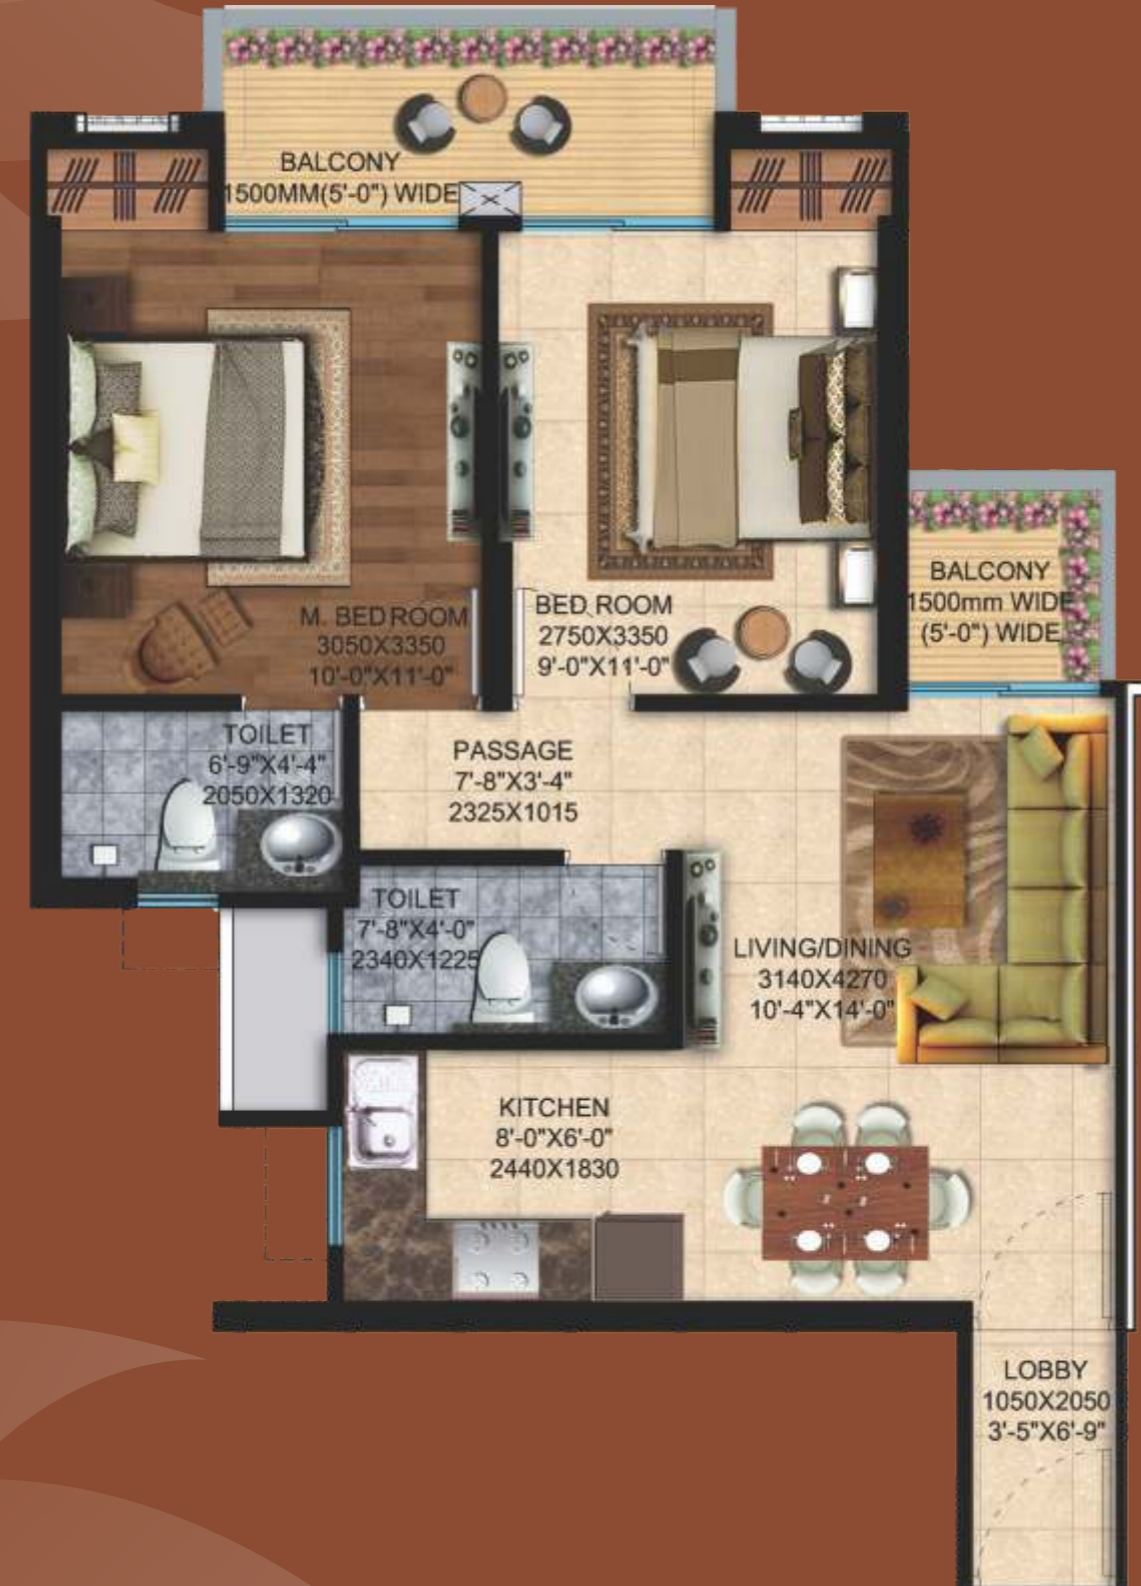 BALCONY
1500MM(5'-0") WIDE
BALCONY
1500mm WIDE
(5'-0") WIDE
M. BED ROOM
3050X3350
10'-0"X11'-0"
BED ROOM
2750X3350
9'-0"X11'-0"
TOILET
6'-9"X4'-4"
2050X1320
PASSAGE
7'-8"X3'-4"
2325X1015
TOILET
7'-8"X4'-0"
2340X1225
LIVING/DINING
3140X4270
10'-4"X14'-0"
KITCHEN
8'-0"X6'-0"
2440X1830
LOBBY
1050X2050
3'-5"X6'-9"